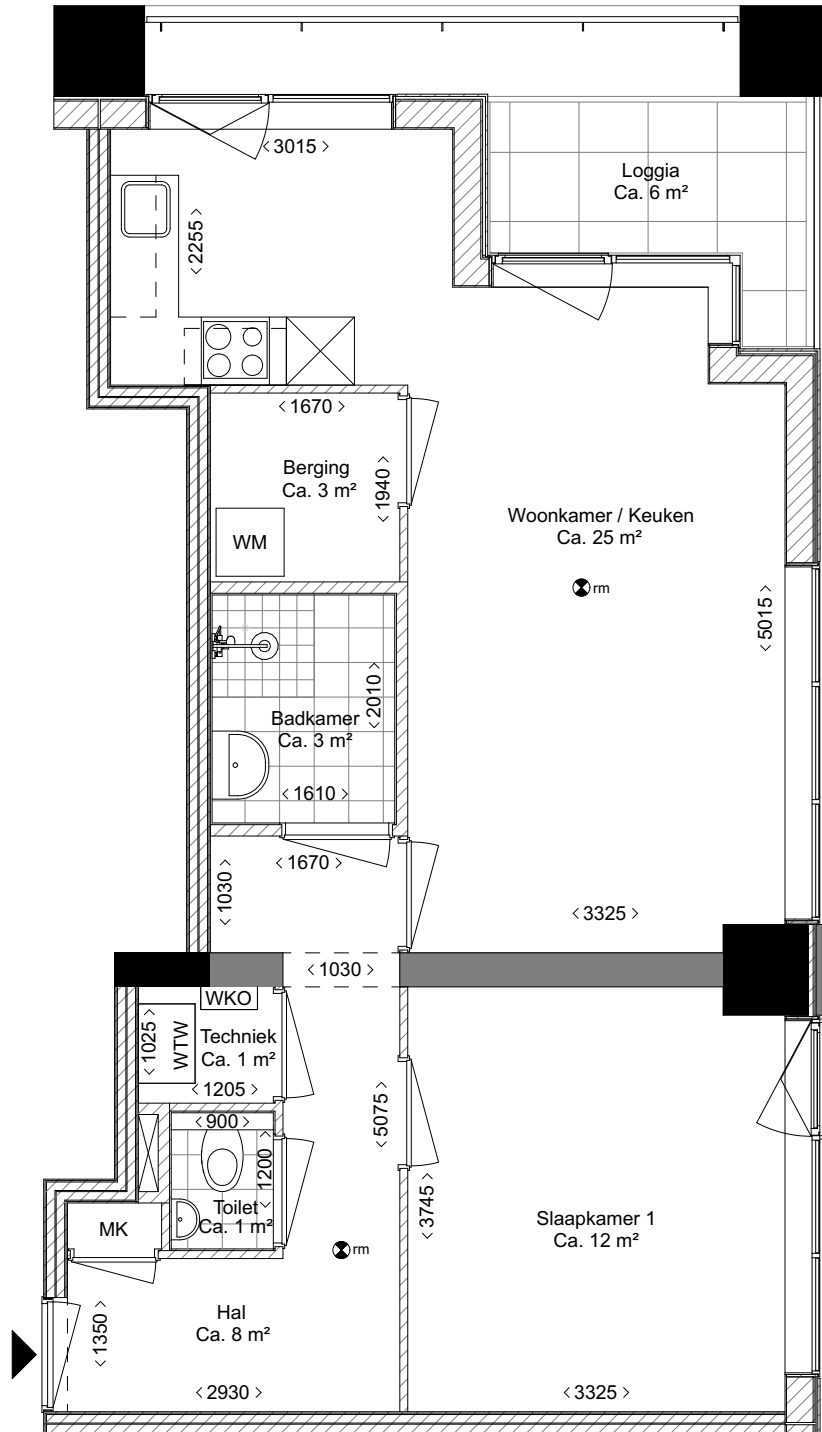 < 3015 >
Loggia
Ca. 6 m²
< 2255 >
< 1670 >
Berging
Ca. 3 m²
< 1940 >
WM
Woonkamer / Keuken
Ca. 25 m²
rm
< 5015 >
< 2010 >
Badkamer
Ca. 3 m²
< 1610 >
< 1670 >
< 1030 >
< 3325 >
< 1030 >
WKO
< 1025 >
WTW
Techniek
Ca. 1 m²
< 1205 >
< 900 >
< 5075 >
< 1200 >
Toilet
Ca. 1 m²
< 3745 >
Slaapkamer 1
Ca. 12 m²
MK
rm
Hal
Ca. 8 m²
< 1350 >
< 2930 >
< 3325 >